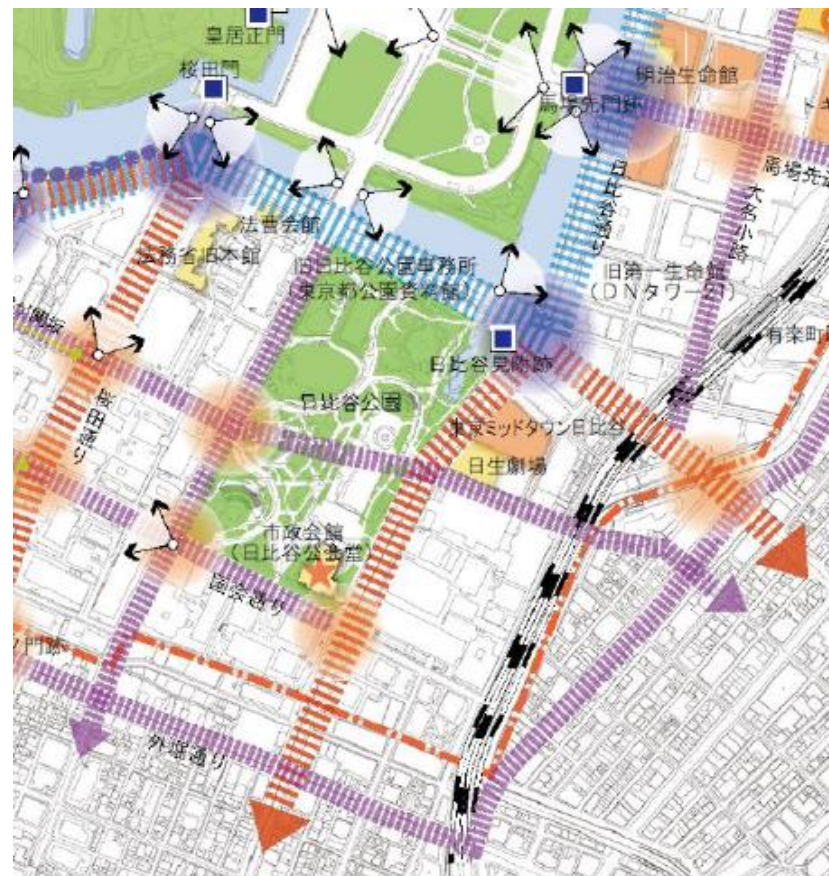 皇居正門
桜田門
明治生命館
馬場先門跡
日比谷通り
馬場先
大名小路
法曹会館
法務省旧本館
旧日比谷公園事務所
(東京都公園資料館)
旧第一生命館
(DNタワー21)
有楽町
日比谷見附跡
桜田通り
日比谷公園
東京ミッドタウン日比谷
日生劇場
市政会館
(日比谷公会堂)
国会通り
門跡
外堀通り